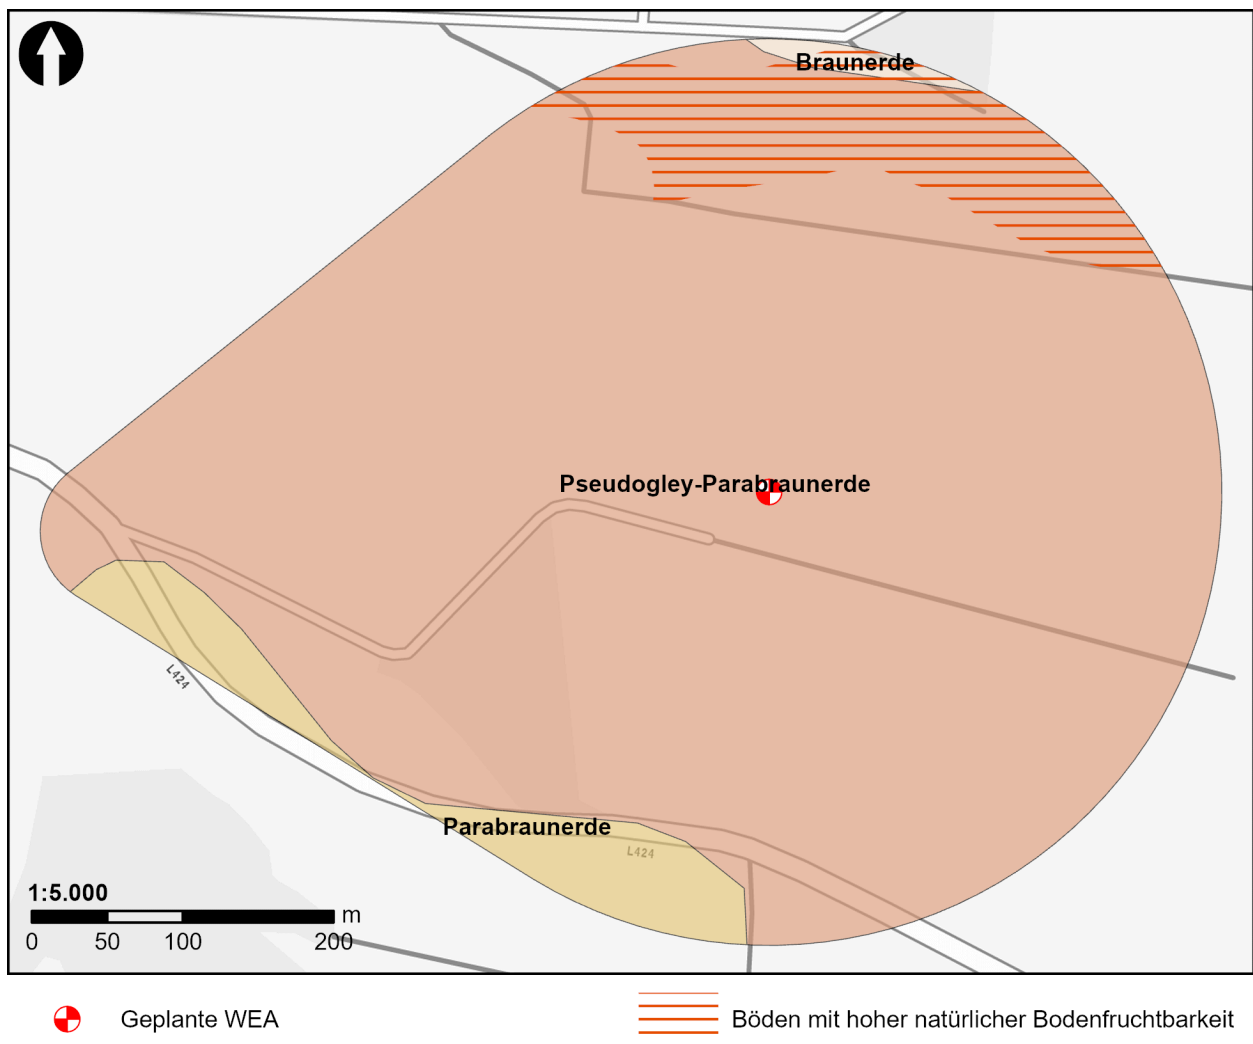 Braunerde
Pseudogley-Parabraunerde
L424
Parabraunerde
L424
1:5.000
m
0 50 100 200
Geplante WEA
Böden mit hoher natürlicher Bodenfruchtbarkeit